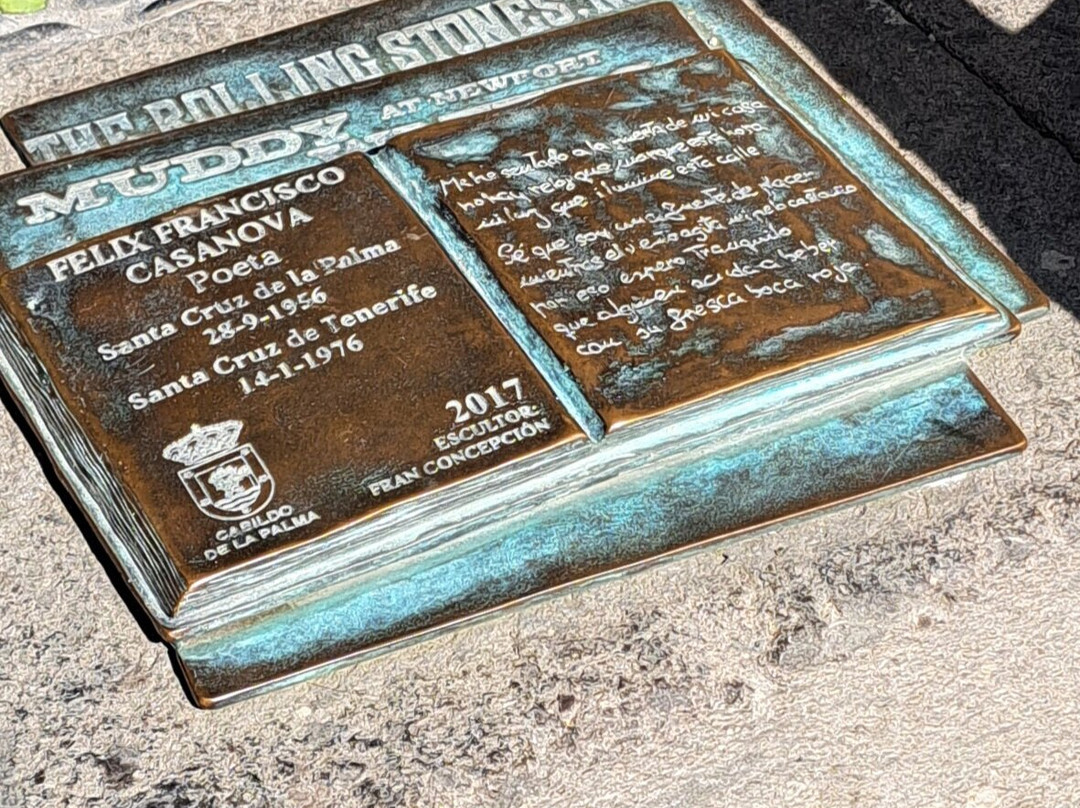 THE ROLLING STONES,
MUDDY
AT NEWPORT
FELIX FRANCISCO
CASANOVA
Poeta
Santa Cruz de la Palma
28-9-1956
Santa Cruz de Tenerife
14-1-1976
2017
ESCULTOR:
FRAN CONCEPCIÓN
CABILDO
DE LA PALMA
Me he sentado a la puerta de mi casa
no hay reloj que marque esta hora
ni luz que ilumine esta calle
Sé que soy una fuente de placer
mientras el viento agita mi pelo castaño
por eso espero tranquilo
que alguien acuda a beber
con su fresca boca roja.